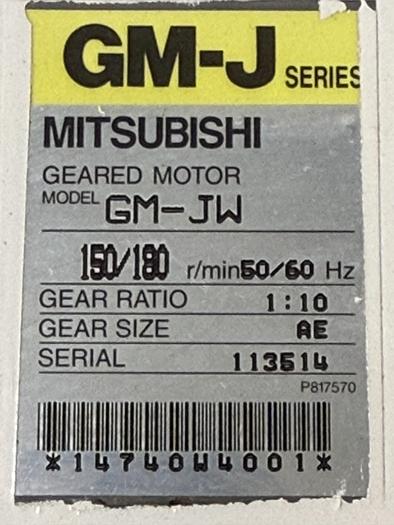 GM-J SERIES
MITSUBISHI
GEARED MOTOR
MODEL GM-JW
150/180 r/min 50/60 Hz
GEAR RATIO 1:10
GEAR SIZE AE
SERIAL 113514
P817570
*14740W4001*